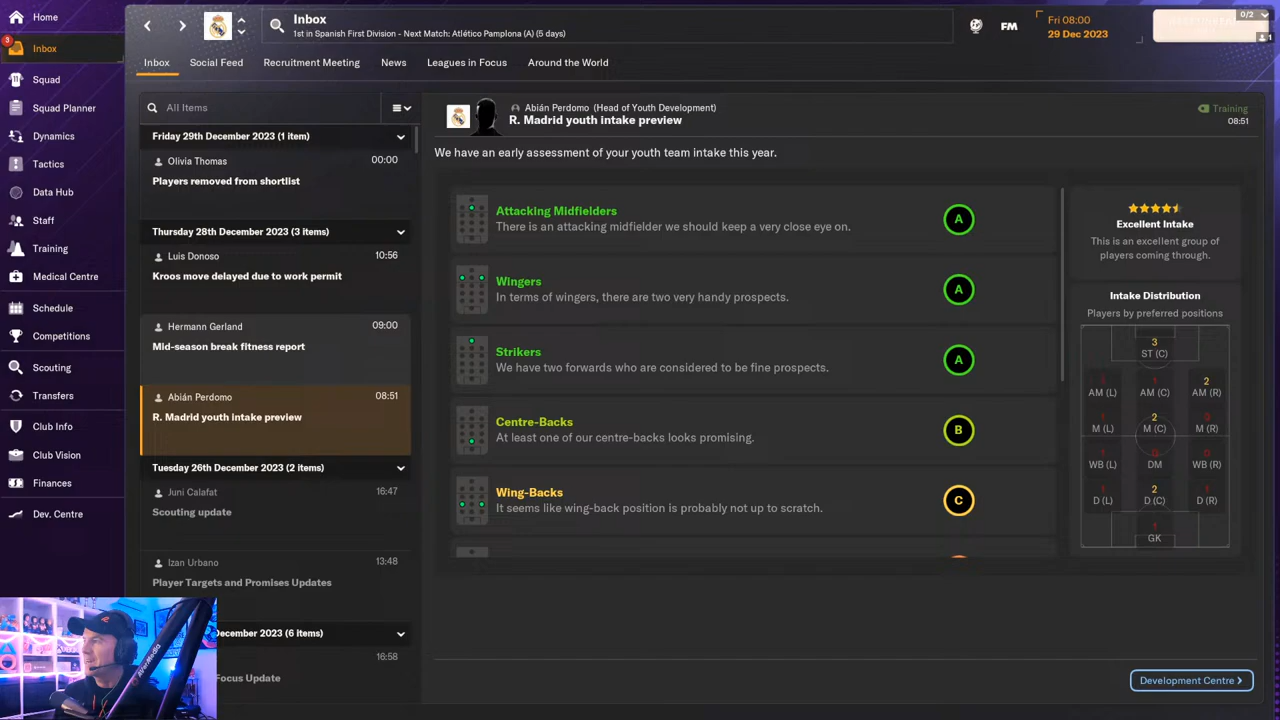 Home
3
Inbox
Squad
Squad Planner
Dynamics
Tactics
Data Hub
Staff
Training
Medical Centre
Schedule
Competitions
Scouting
Transfers
Club Info
Club Vision
Finances
Dev. Centre
Inbox
1st in Spanish First Division - Next Match: Atlético Pamplona (A) (5 days)
FM
Fri 08:00
29 Dec 2023
0/2
1
Inbox
Social Feed
Recruitment Meeting
News
Leagues in Focus
Around the World
All Items
Friday 29th December 2023 (1 item)
Olivia Thomas 00:00
Players removed from shortlist
Thursday 28th December 2023 (3 items)
Luis Donoso 10:56
Kroos move delayed due to work permit
Hermann Gerland 09:00
Mid-season break fitness report
Abián Perdomo 08:51
R. Madrid youth intake preview
Tuesday 26th December 2023 (2 items)
Juni Calafat 16:47
Scouting update
Izan Urbano 13:48
Player Targets and Promises Updates
December 2023 (6 items)
16:58
Focus Update
AVerMedia
Abián Perdomo (Head of Youth Development)
R. Madrid youth intake preview
Training
08:51
We have an early assessment of your youth team intake this year.
Attacking Midfielders
There is an attacking midfielder we should keep a very close eye on.
A
Wingers
In terms of wingers, there are two very handy prospects.
A
Strikers
We have two forwards who are considered to be fine prospects.
A
Centre-Backs
At least one of our centre-backs looks promising.
B
Wing-Backs
It seems like wing-back position is probably not up to scratch.
C
Excellent Intake
This is an excellent group of
players coming through.
Intake Distribution
Players by preferred positions
3
ST (C)
1 2
AM (L) AM (C) AM (R)
2
M (L) M (C) M (R)
1 0 0
WB (L) DM WB (R)
1 2 1
D (L) D (C) D (R)
1
GK
Development Centre